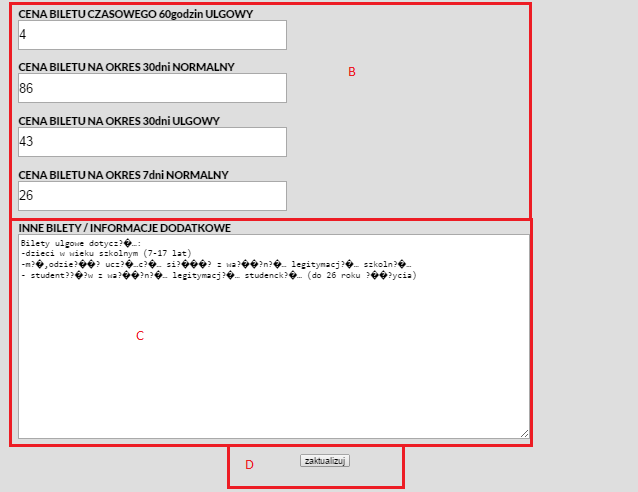 CENA BILETU CZASOWEGO 60godzin ULGOWY
4
CENA BILETU NA OKRES 30dni NORMALNY
B
86
CENA BILETU NA OKRES 30dni ULGOWY
43
CENA BILETU NA OKRES 7dni NORMALNY
26
INNE BILETY / INFORMACJE DODATKOWE
Bilety ulgowe dotycz?�…:
-dzieci w wieku szkolnym (7-17 lat)
-m?�‚odzie?��? ucz?�…c?�… si?���? z wa?��?n?�… legitymacj?�… szkoln?�…
- student??�?w z wa?��?n?�… legitymacj?�… studenck?�… (do 26 roku ?��?ycia)
C
D
zaktualizuj